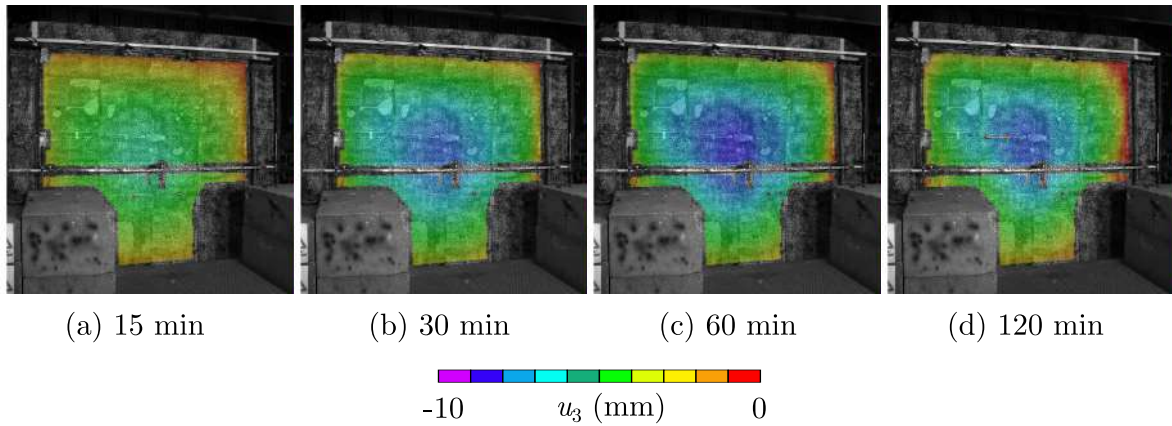 (a) 15 min
(b) 30 min
(c) 60 min
(d) 120 min
-10 u₃ (mm) 0